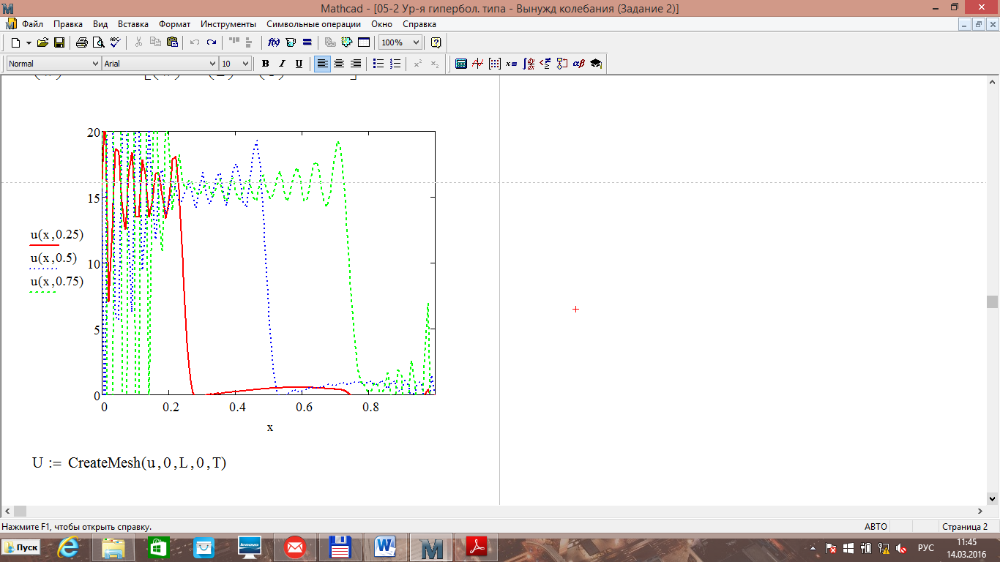 Mathcad - [05-2 Ур-я гипербол. типа - Вынужд колебания (Задание 2)]
Файл Правка Вид Вставка Формат Инструменты Символьные операции Окно Справка
100%
Normal Arial 10 B I U
20
15
10
5
0
u(x,0.25)
u(x,0.5)
u(x,0.75)
0 0.2 0.4 0.6 0.8
x
U := CreateMesh(u,0,L,0,T)
Нажмите F1, чтобы открыть справку. АВТО Страница 2
Пуск lenovo РУС 11:45
14.03.2016